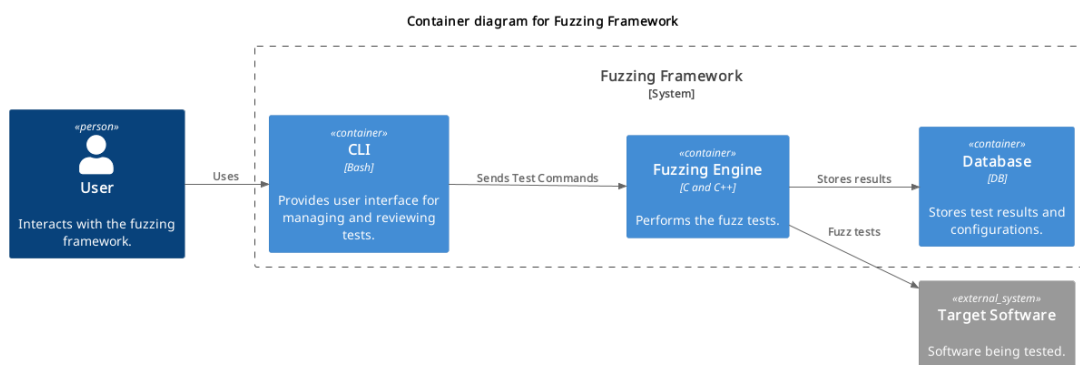 Container diagram for Fuzzing Framework
Fuzzing Framework
[System]
«person»
User
Interacts with the fuzzing
framework.
Uses
«container»
CLI
[Bash]
Provides user interface for
managing and reviewing
tests.
Sends Test Commands
«container»
Fuzzing Engine
[C and C++]
Performs the fuzz tests.
Stores results
«container»
Database
[DB]
Stores test results and
configurations.
Fuzz tests
«external_system»
Target Software
Software being tested.